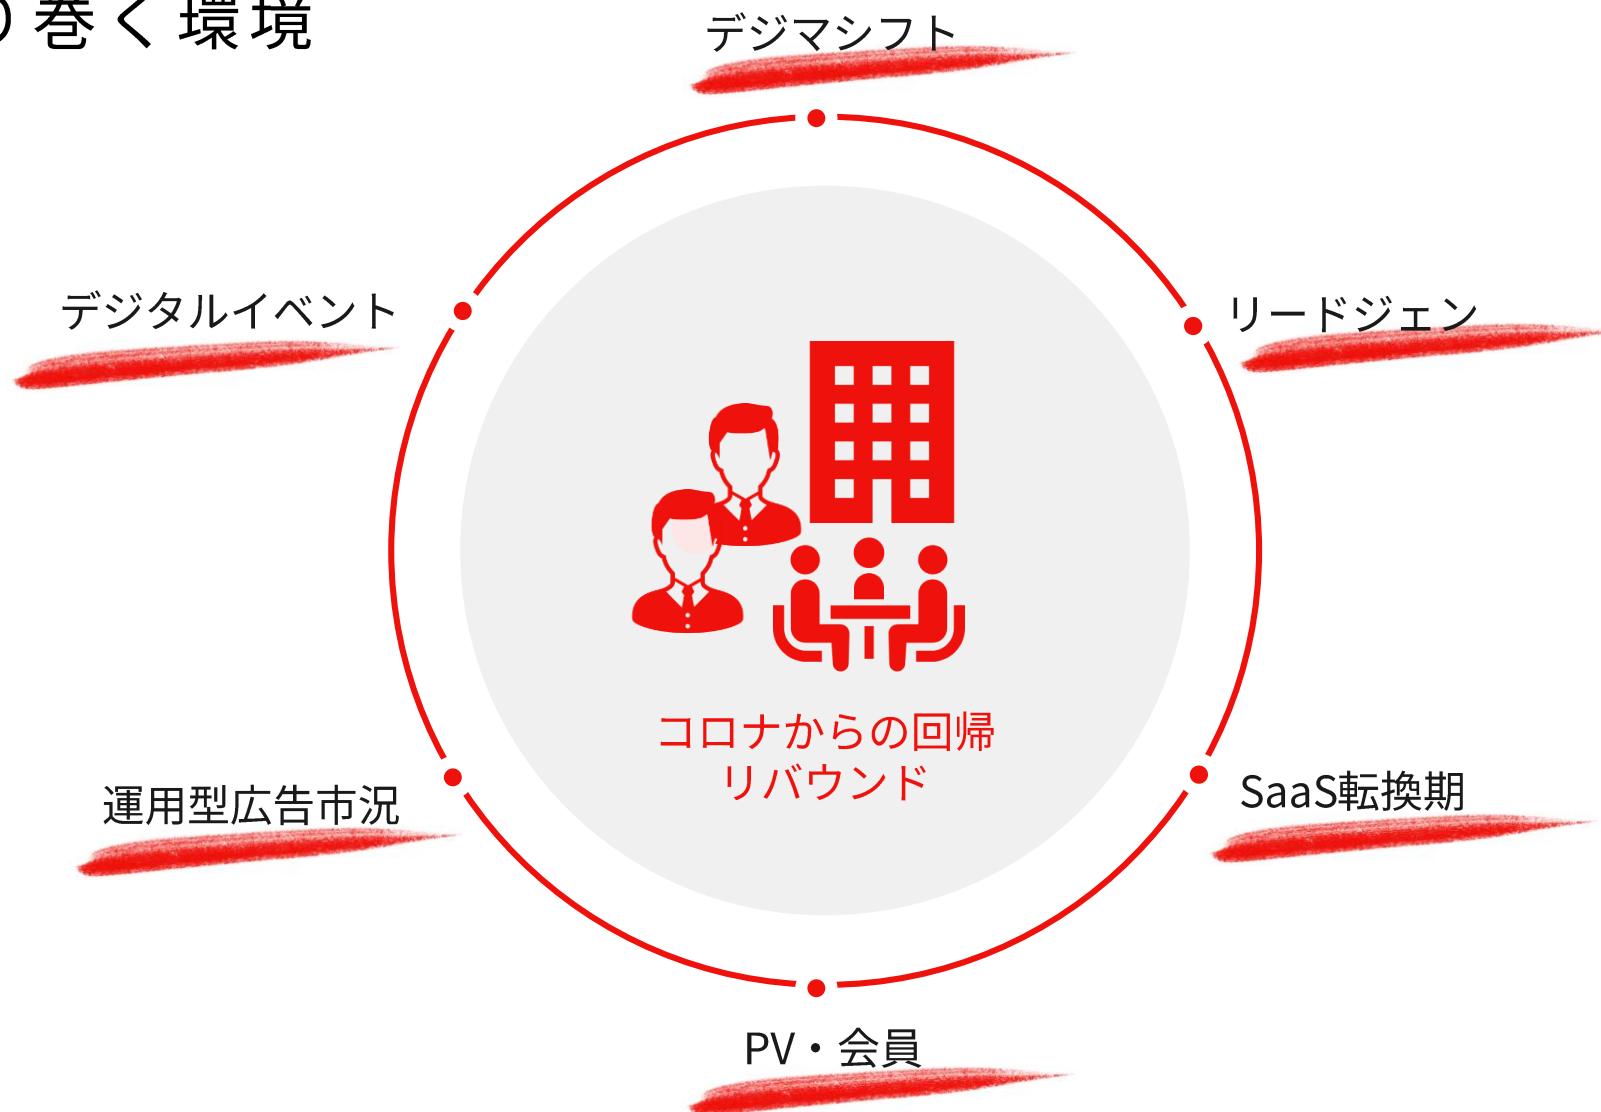 り巻く環境
デジマシフト
デジタルイベント
リードジェン
コロナからの回帰
リバウンド
運用型広告市況
SaaS転換期
PV・会員